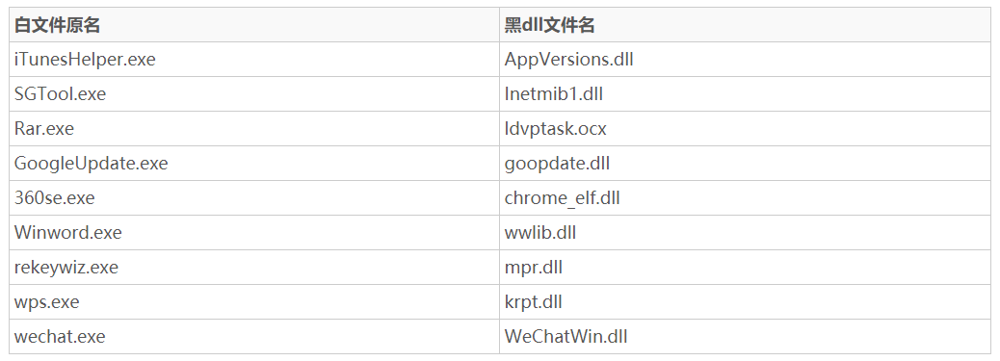 白文件原名 黑dll文件名
iTunesHelper.exe AppVersions.dll
SGTool.exe Inetmib1.dll
Rar.exe ldvptask.ocx
GoogleUpdate.exe goopdate.dll
360se.exe chrome_elf.dll
Winword.exe wwlib.dll
rekeywiz.exe mpr.dll
wps.exe krpt.dll
wechat.exe WeChatWin.dll